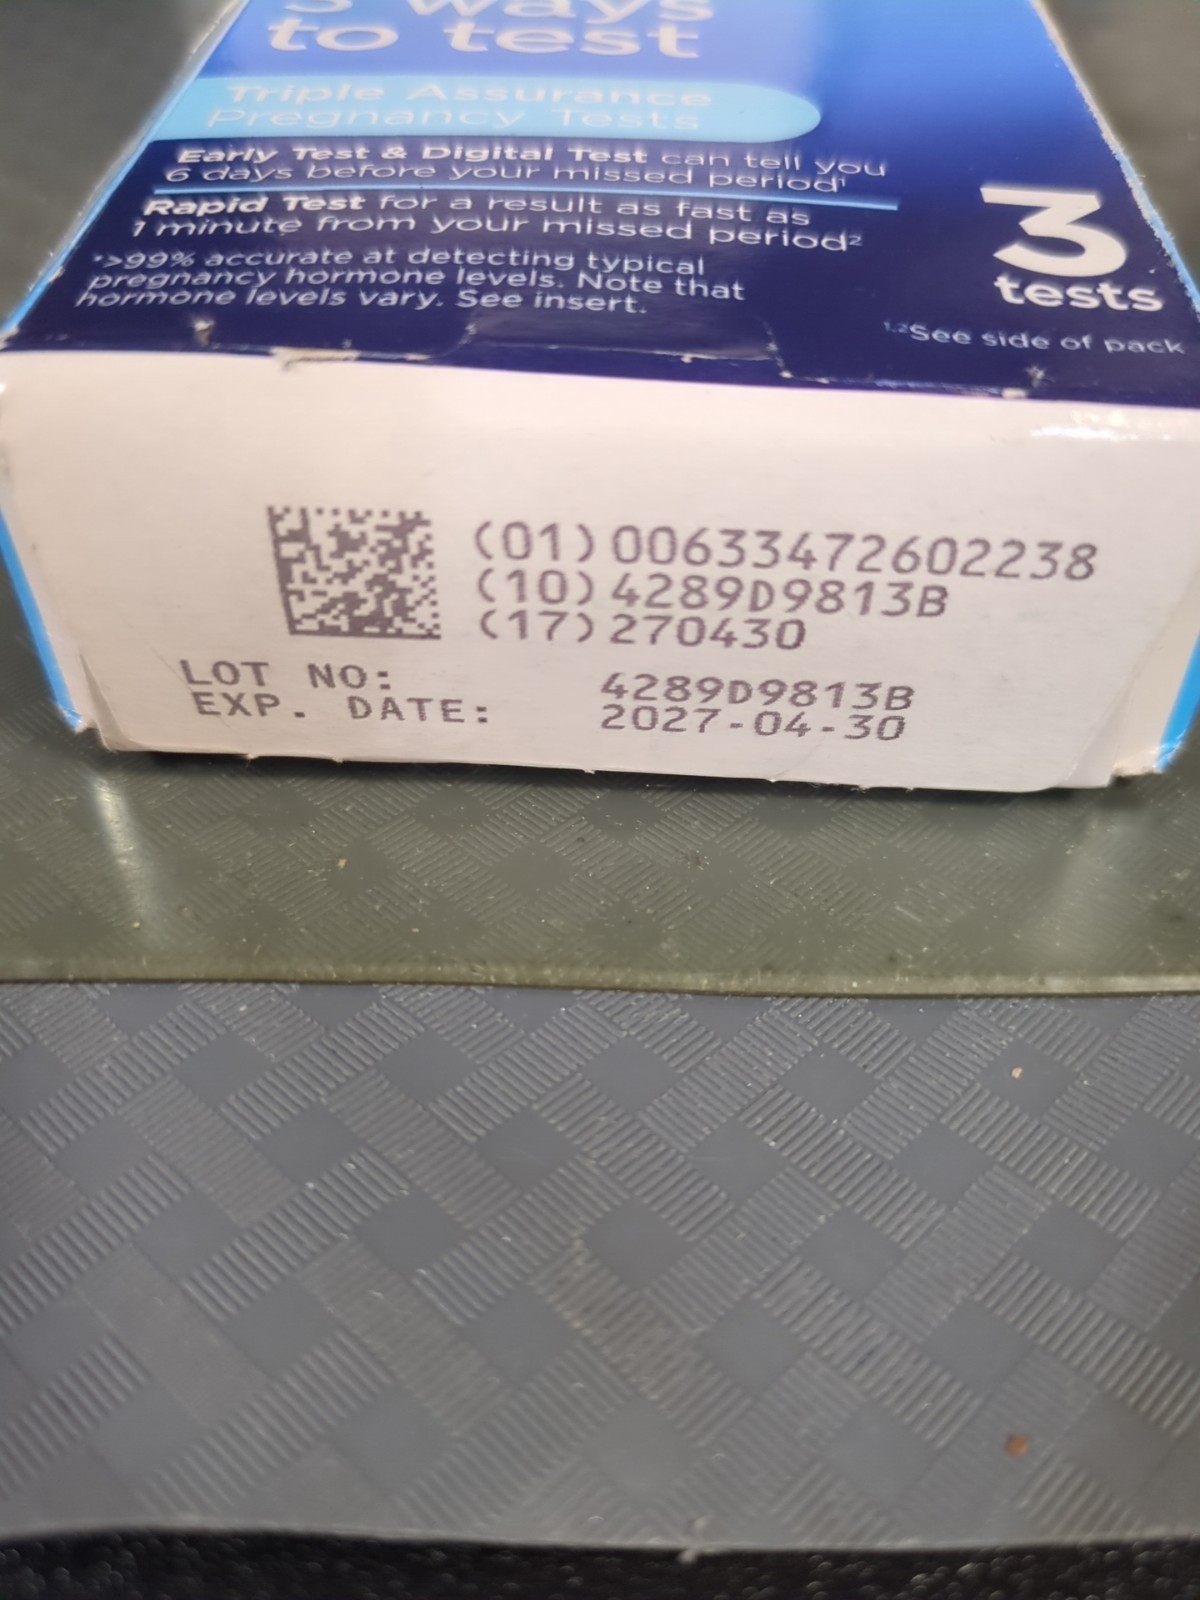 3 ways
to test
Triple Assurance
Pregnancy Tests
Early Test & Digital Test can tell you
6 days before your missed period¹
Rapid Test for a result as fast as
1 minute from your missed period²
*>99% accurate at detecting typical
pregnancy hormone levels. Note that
hormone levels vary. See insert.
3
tests
1,2See side of pack
(01) 00633472602238
(10) 4289D9813B
(17) 270430
LOT NO: 4289D9813B
EXP. DATE: 2027-04-30